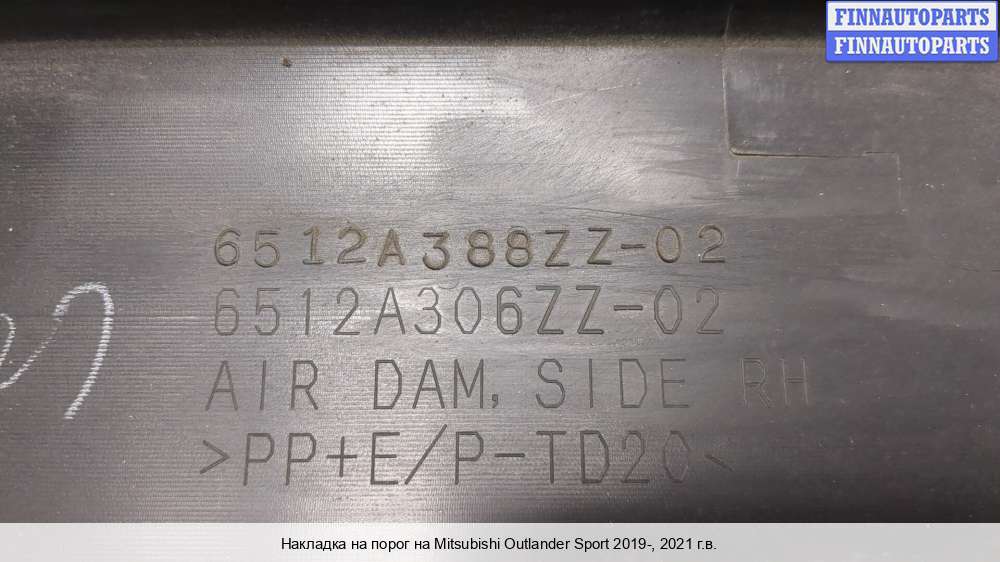 FINNAUTOPARTS
FINNAUTOPARTS
6512A388ZZ-02
6512A306ZZ-02
AIR DAM, SIDE RH
>PP+E/P-TD20<
Накладка на порог на Mitsubishi Outlander Sport 2019-, 2021 г.в.